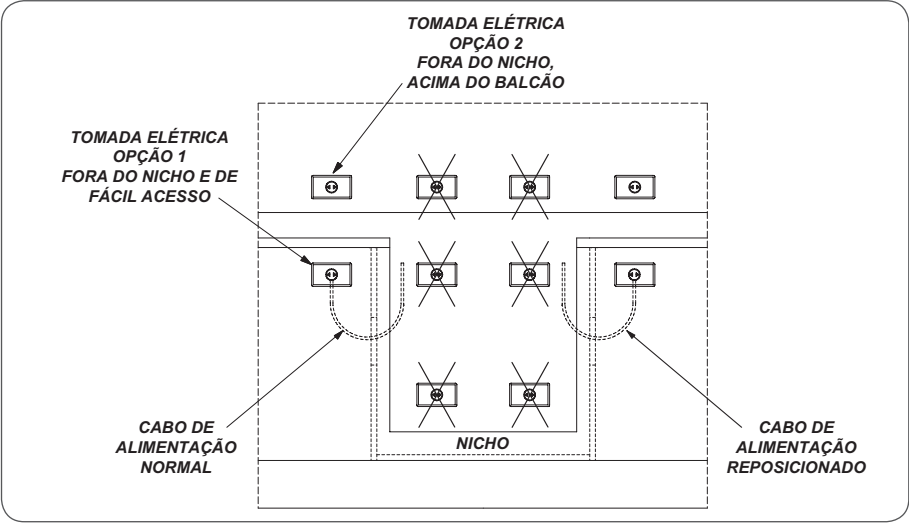 TOMADA ELÉTRICA
OPÇÃO 2
FORA DO NICHO,
ACIMA DO BALCÃO
TOMADA ELÉTRICA
OPÇÃO 1
FORA DO NICHO E DE
FÁCIL ACESSO
CABO DE
ALIMENTAÇÃO
NORMAL
NICHO
CABO DE
ALIMENTAÇÃO
REPOSICIONADO